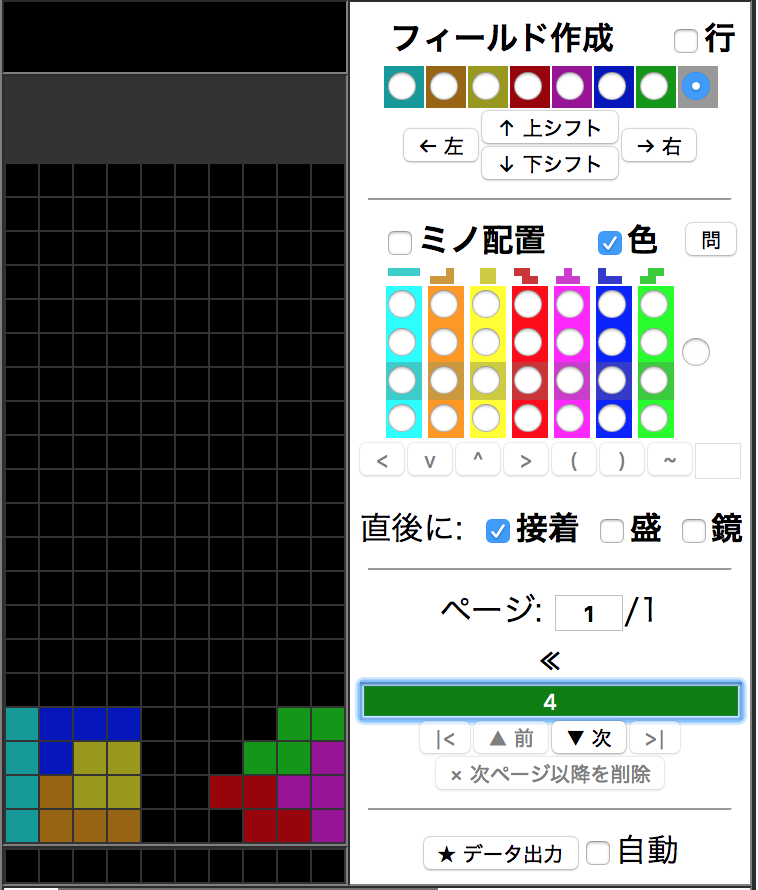 フィールド作成 行
↑ 上シフト
← 左 → 右
↓ 下シフト
ミノ配置 色 問
< v ^ > ( ) ~
直後に: 接着 盛 鏡
ページ: 1 /1
≪
4
|< ▲ 前 ▼ 次 >|
× 次ページ以降を削除
★ データ出力 自動